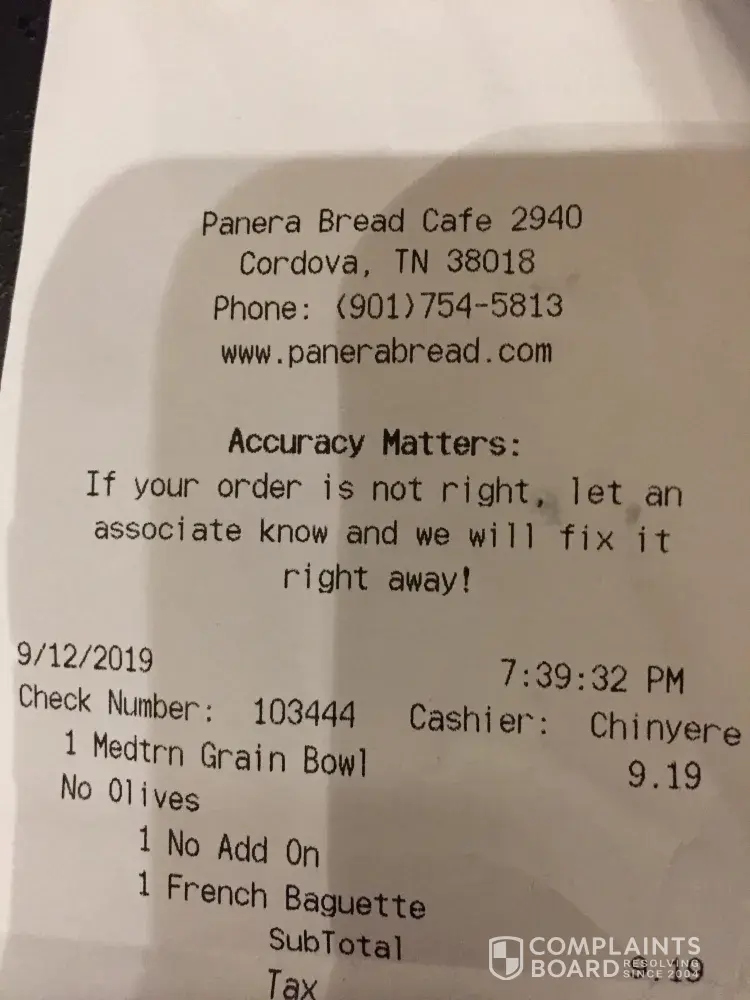 Panera Bread Cafe 2940
Cordova, TN 38018
Phone: (901)754-5813
www.panerabread.com
Accuracy Matters:
If your order is not right, let an
associate know and we will fix it
right away!
9/12/2019 7:39:32 PM
Check Number: 103444 Cashier: Chinyere
1 Medtrn Grain Bowl 9.19
No Olives
1 No Add On
1 French Baguette
SubTotal 9.19
Tax
COMPLAINTS
BOARD RESOLVING
SINCE 2004